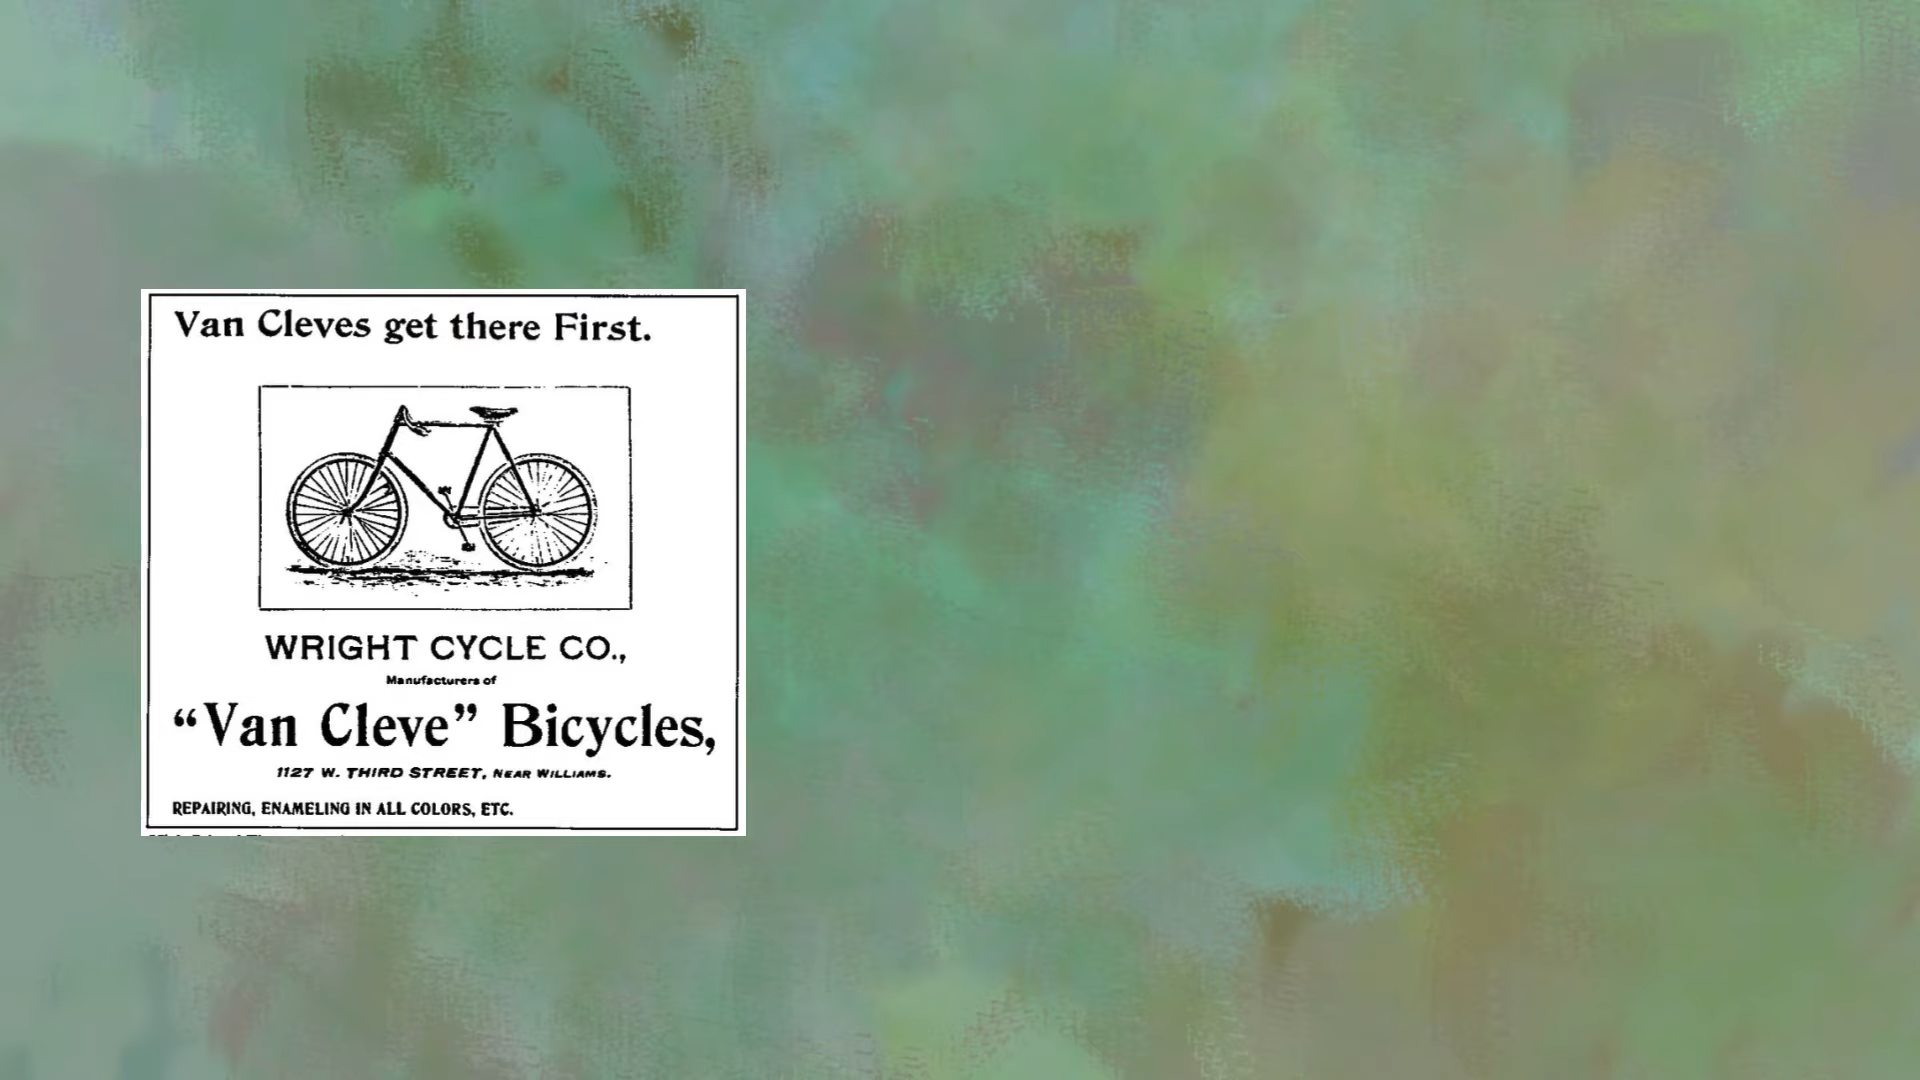 Van Cleves get there First.
WRIGHT CYCLE CO.,
Manufacturers of
“Van Cleve” Bicycles,
1127 W. THIRD STREET, NEAR WILLIAMS.
REPAIRING, ENAMELING IN ALL COLORS, ETC.